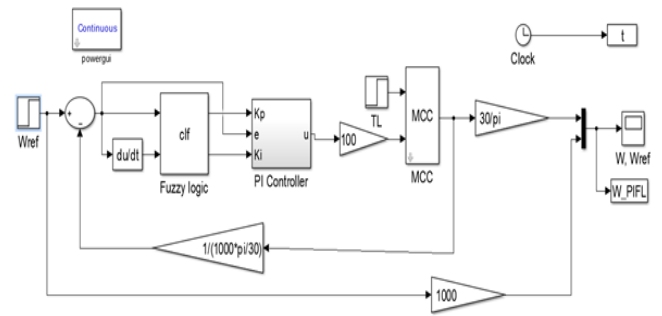 Continuous
powergui
t
Clock
Wref
+
-
du/dt
clf
Fuzzy logic
Kp
e
Ki
u
PI Controller
100
TL
MCC
MCC
30/pi
W, Wref
W_PIFL
1/(1000*pi/30)
1000